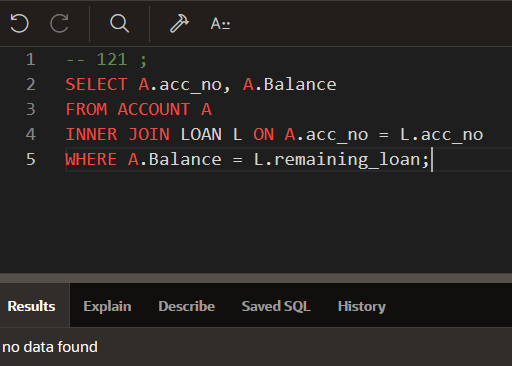 A::
1 -- 121 ;
2 SELECT A.acc_no, A.Balance
3 FROM ACCOUNT A
4 INNER JOIN LOAN L ON A.acc_no = L.acc_no
5 WHERE A.Balance = L.remaining_loan;
Results Explain Describe Saved SQL History
no data found